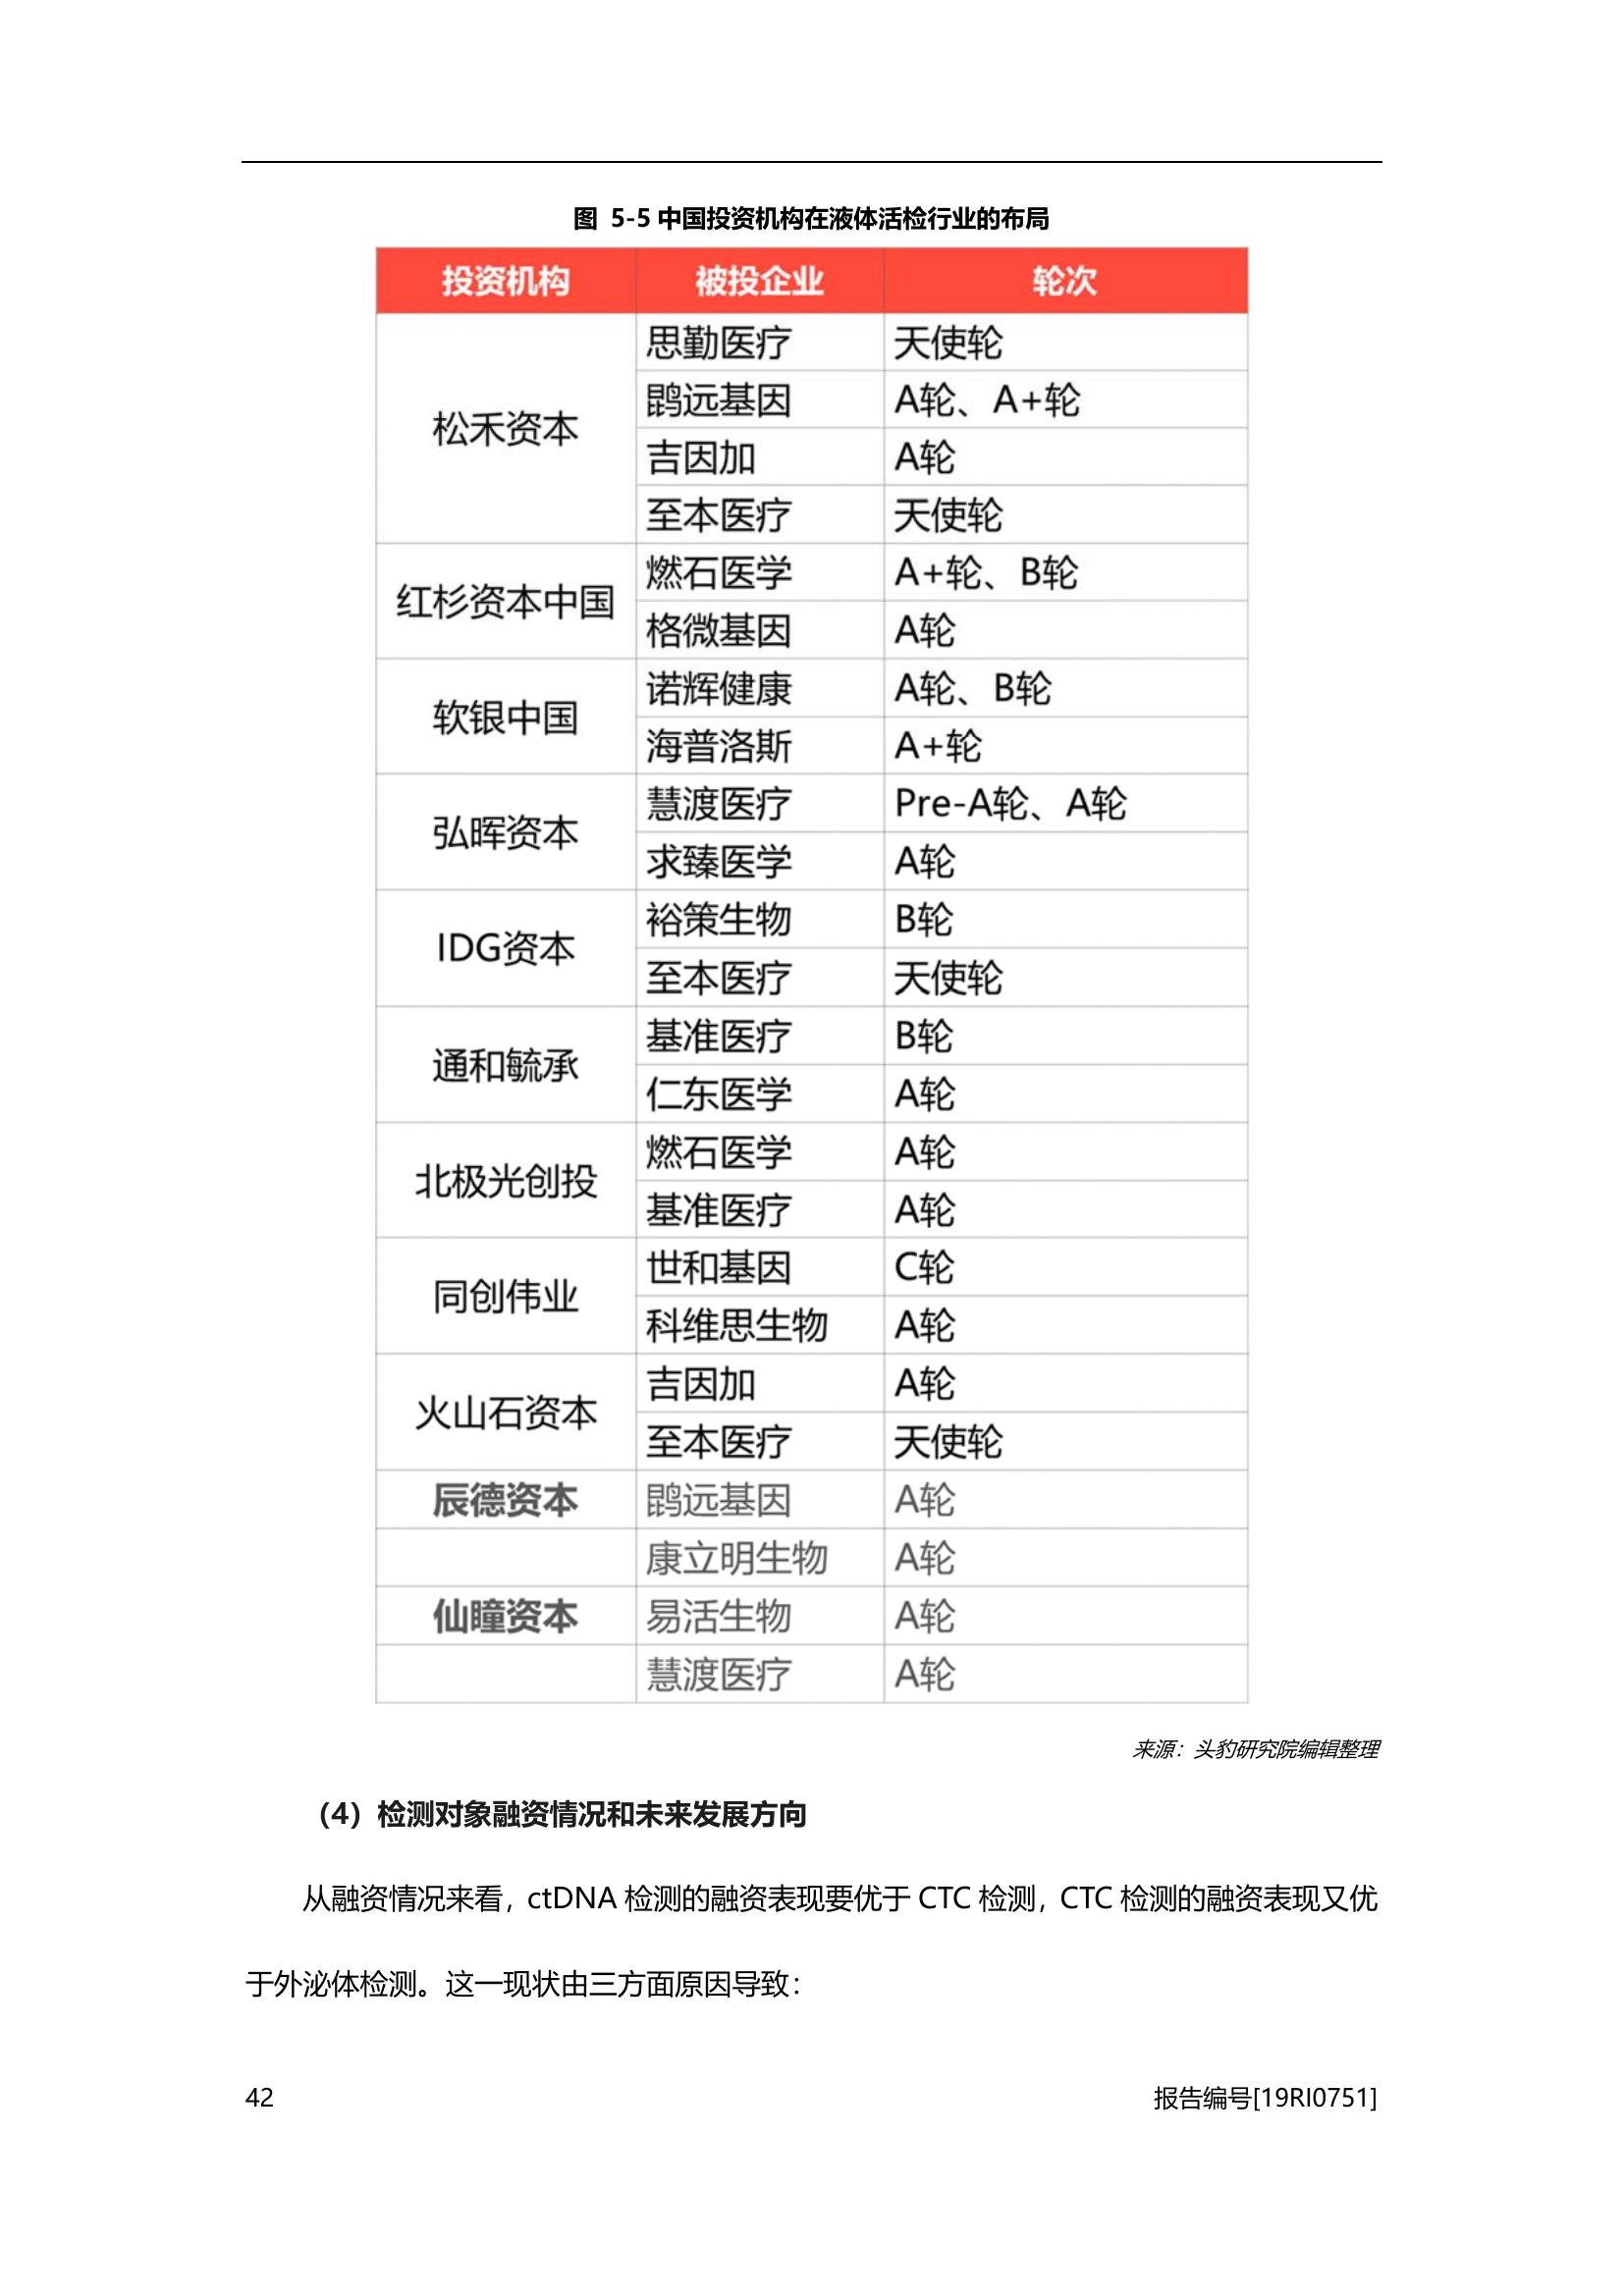 图 5-5 中国投资机构在液体活检行业的布局
投资机构 被投企业 轮次
松禾资本 思勤医疗 天使轮
鹍远基因 A轮、A+轮
吉因加 A轮
至本医疗 天使轮
红杉资本中国 燃石医学 A+轮、B轮
格微基因 A轮
软银中国 诺辉健康 A轮、B轮
海普洛斯 A+轮
弘晖资本 慧渡医疗 Pre-A轮、A轮
求臻医学 A轮
IDG资本 裕策生物 B轮
至本医疗 天使轮
通和毓承 基准医疗 B轮
仁东医学 A轮
北极光创投 燃石医学 A轮
基准医疗 A轮
同创伟业 世和基因 C轮
科维思生物 A轮
火山石资本 吉因加 A轮
至本医疗 天使轮
辰德资本 鹍远基因 A轮
康立明生物 A轮
仙瞳资本 易活生物 A轮
慧渡医疗 A轮
来源：头豹研究院编辑整理
（4）检测对象融资情况和未来发展方向
从融资情况来看，ctDNA 检测的融资表现要优于 CTC 检测，CTC 检测的融资表现又优
于外泌体检测。这一现状由三方面原因导致：
42 报告编号[19RI0751]